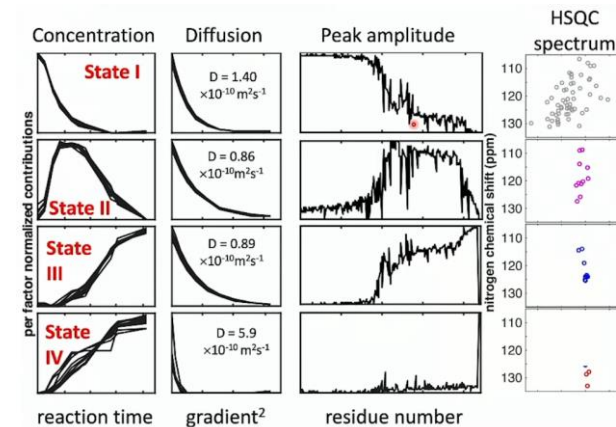 Concentration
Diffusion
Peak amplitude
HSQC
spectrum
per factor normalized contributions
State I
D = 1.40
×10⁻¹⁰ m²s⁻¹
State II
D = 0.86
×10⁻¹⁰ m²s⁻¹
State
III
D = 0.89
×10⁻¹⁰ m²s⁻¹
State
IV
D = 5.9
×10⁻¹⁰ m²s⁻¹
nitrogen chemical shift (ppm)
110
120
130
110
120
130
110
120
130
110
120
130
reaction time
gradient²
residue number